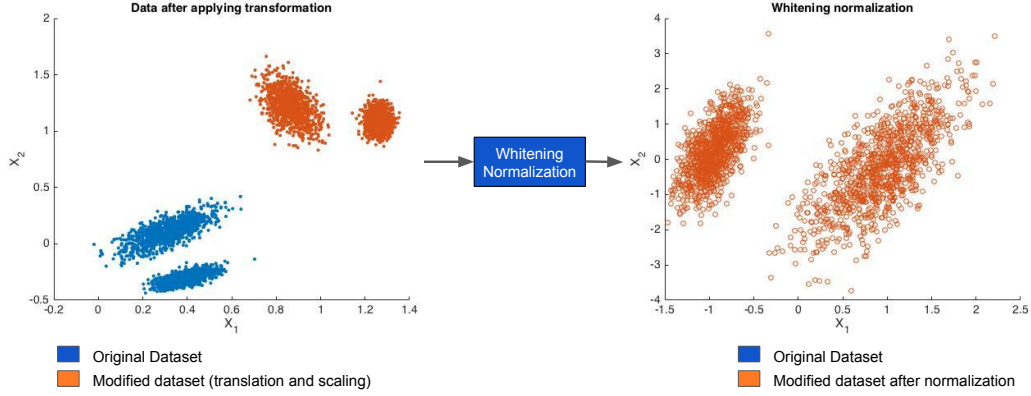 Data after applying transformation
2
1.5
1
0.5
0
-0.5
-0.2
0
0.2
0.4
0.6
0.8
1
1.2
1.4
X2
X1
Original Dataset
Modified dataset (translation and scaling)
Whitening
Normalization
Whitening normalization
4
3
2
1
0
-1
-2
-3
-4
-1.5
-1
-0.5
0
0.5
1
1.5
2
2.5
X2
X1
Original Dataset
Modified dataset after normalization